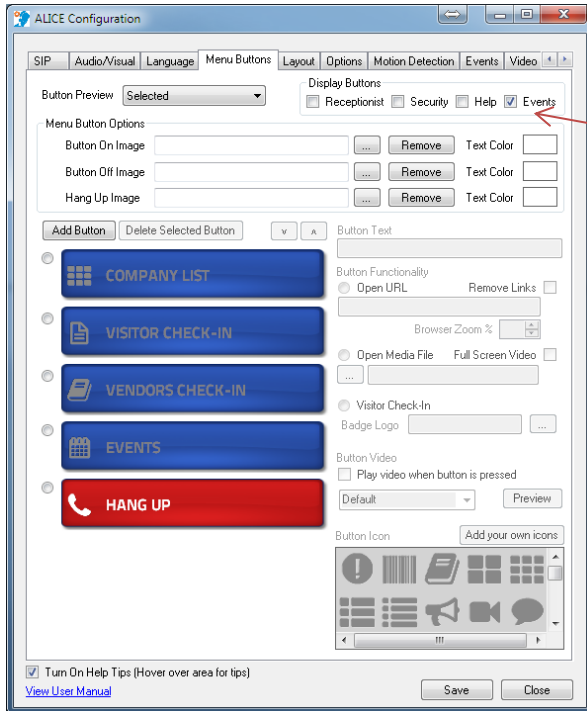 ALICE Configuration
SIP Audio/Visual Language Menu Buttons Layout Options Motion Detection Events Video
Display Buttons
Button Preview Selected Receptionist Security Help Events
Menu Button Options
Button On Image ... Remove Text Color
Button Off Image ... Remove Text Color
Hang Up Image ... Remove Text Color
Add Button Delete Selected Button v ʌ Button Text
COMPANY LIST
Button Functionality
Open URL Remove Links
VISITOR CHECK-IN
Browser Zoom %
Open Media File Full Screen Video
VENDORS CHECK-IN
...
Visitor Check-In
Badge Logo ...
EVENTS
Button Video
Play video when button is pressed
HANG UP
Default Preview
Button Icon Add your own icons
Turn On Help Tips (Hover over area for tips)
View User Manual Save Close